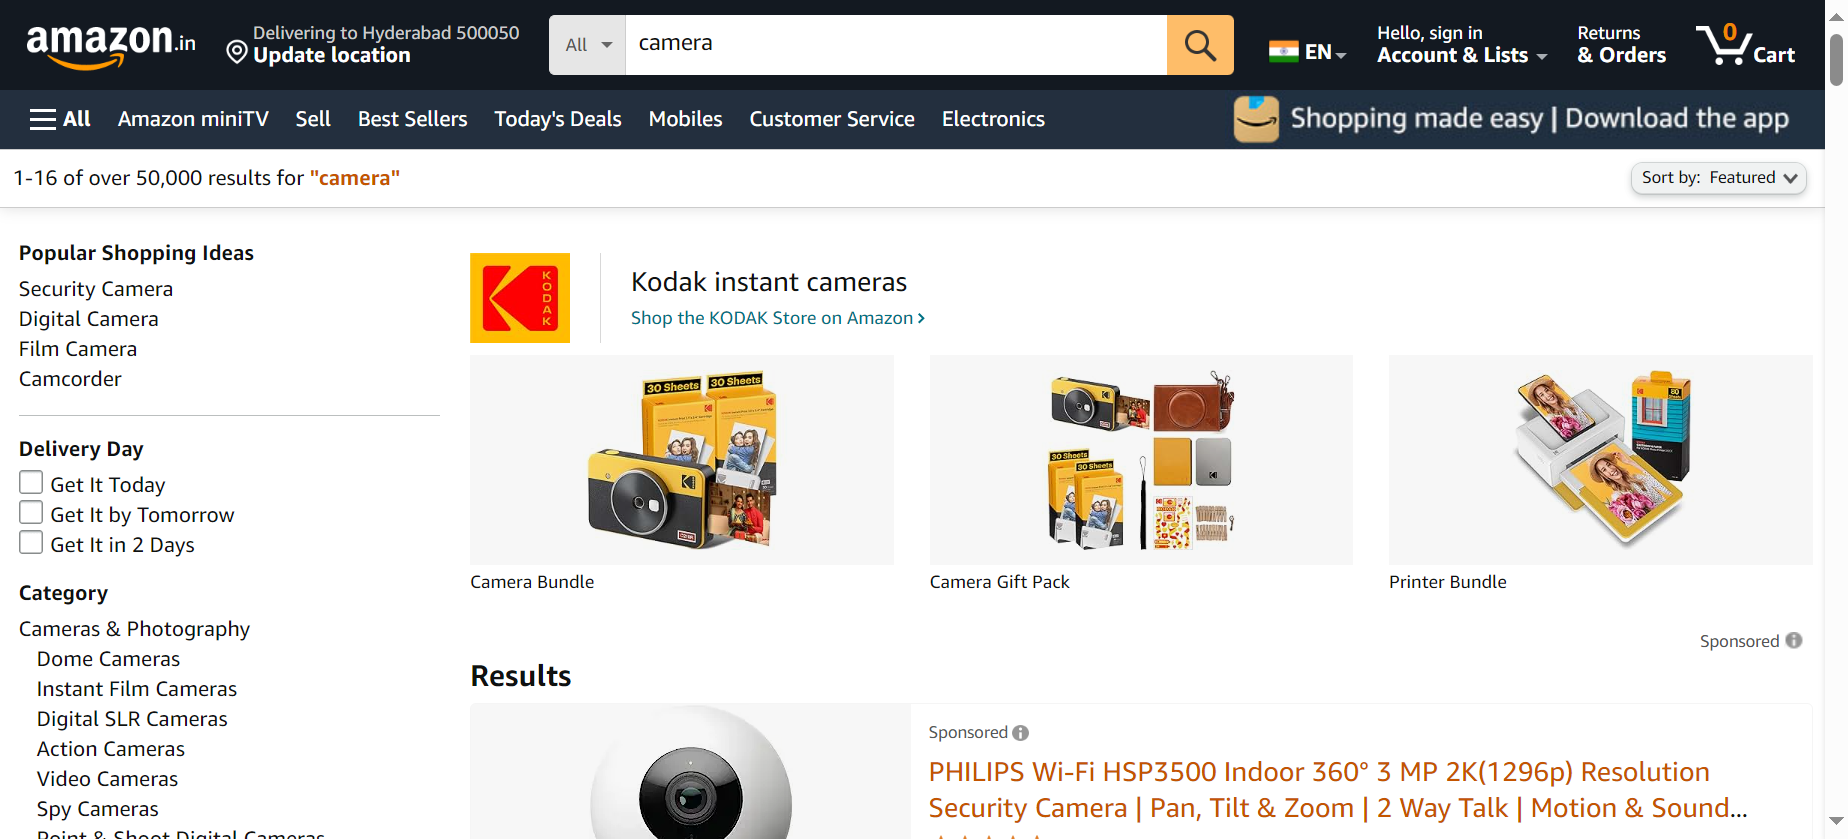 amazon.in
Delivering to Hyderabad 500050
Update location
All
camera
EN
Hello, sign in
Account & Lists
Returns
& Orders
0
Cart
All
Amazon miniTV
Sell
Best Sellers
Today's Deals
Mobiles
Customer Service
Electronics
Shopping made easy | Download the app
1-16 of over 50,000 results for "camera"
Sort by: Featured
Popular Shopping Ideas
Security Camera
Digital Camera
Film Camera
Camcorder
Delivery Day
Get It Today
Get It by Tomorrow
Get It in 2 Days
Category
Cameras & Photography
Dome Cameras
Instant Film Cameras
Digital SLR Cameras
Action Cameras
Video Cameras
Spy Cameras
Point & Shoot Digital Cameras
KODAK
Kodak instant cameras
Shop the KODAK Store on Amazon
30 Sheets
30 Sheets
Camera Bundle
30 Sheets
30 Sheets
Camera Gift Pack
Printer Bundle
Sponsored
Results
Sponsored
PHILIPS Wi-Fi HSP3500 Indoor 360° 3 MP 2K(1296p) Resolution
Security Camera | Pan, Tilt & Zoom | 2 Way Talk | Motion & Sound...